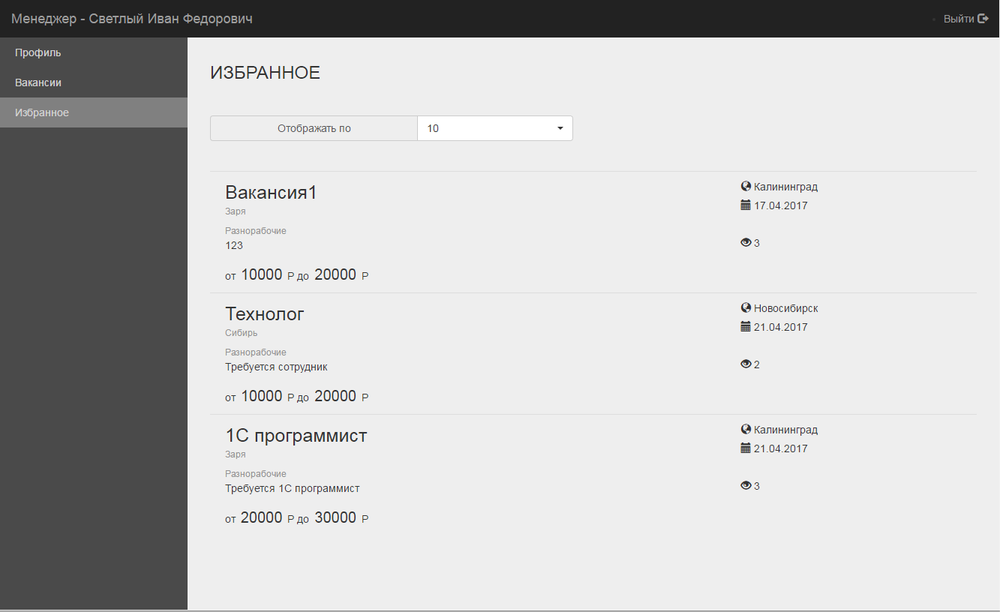 Менеджер - Светлый Иван Федорович
Выйти
Профиль
Вакансии
Избранное
ИЗБРАННОЕ
Отображать по 10
Вакансия1
Заря
Разнорабочие
123
от 10000 Р до 20000 Р
Калининград
17.04.2017
3
Технолог
Сибирь
Разнорабочие
Требуется сотрудник
от 10000 Р до 20000 Р
Новосибирск
21.04.2017
2
1С программист
Заря
Разнорабочие
Требуется 1С программист
от 20000 Р до 30000 Р
Калининград
21.04.2017
3